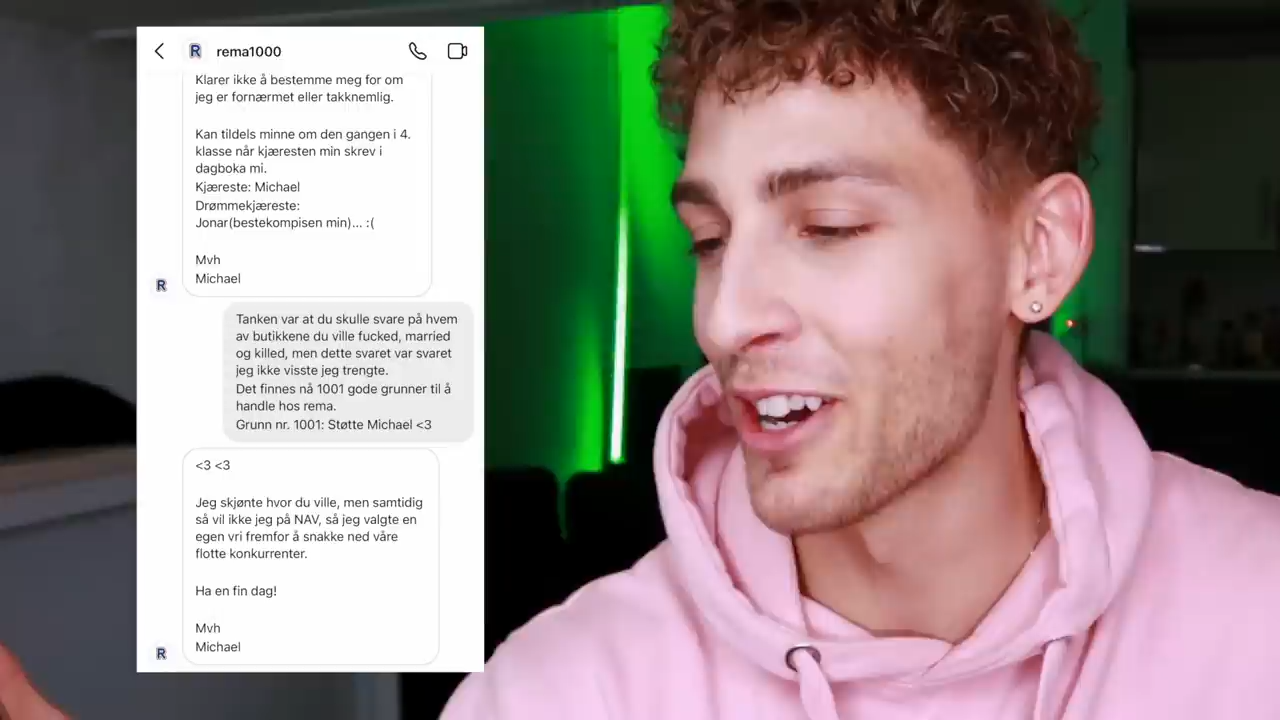 R rema1000
Klarer ikke å bestemme meg for om
jeg er fornærmet eller takknemlig.
Kan tildels minne om den gangen i 4.
klasse når kjæresten min skrev i
dagboka mi.
Kjæreste: Michael
Drømmekjæreste:
Jonar(bestekompisen min)... :(
Mvh
Michael
R
Tanken var at du skulle svare på hvem
av butikkene du ville fucked, married
og killed, men dette svaret var svaret
jeg ikke visste jeg trengte.
Det finnes nå 1001 gode grunner til å
handle hos rema.
Grunn nr. 1001: Støtte Michael <3
<3 <3
Jeg skjønte hvor du ville, men samtidig
så vil ikke jeg på NAV, så jeg valgte en
egen vri fremfor å snakke ned våre
flotte konkurrenter.
Ha en fin dag!
Mvh
Michael
R